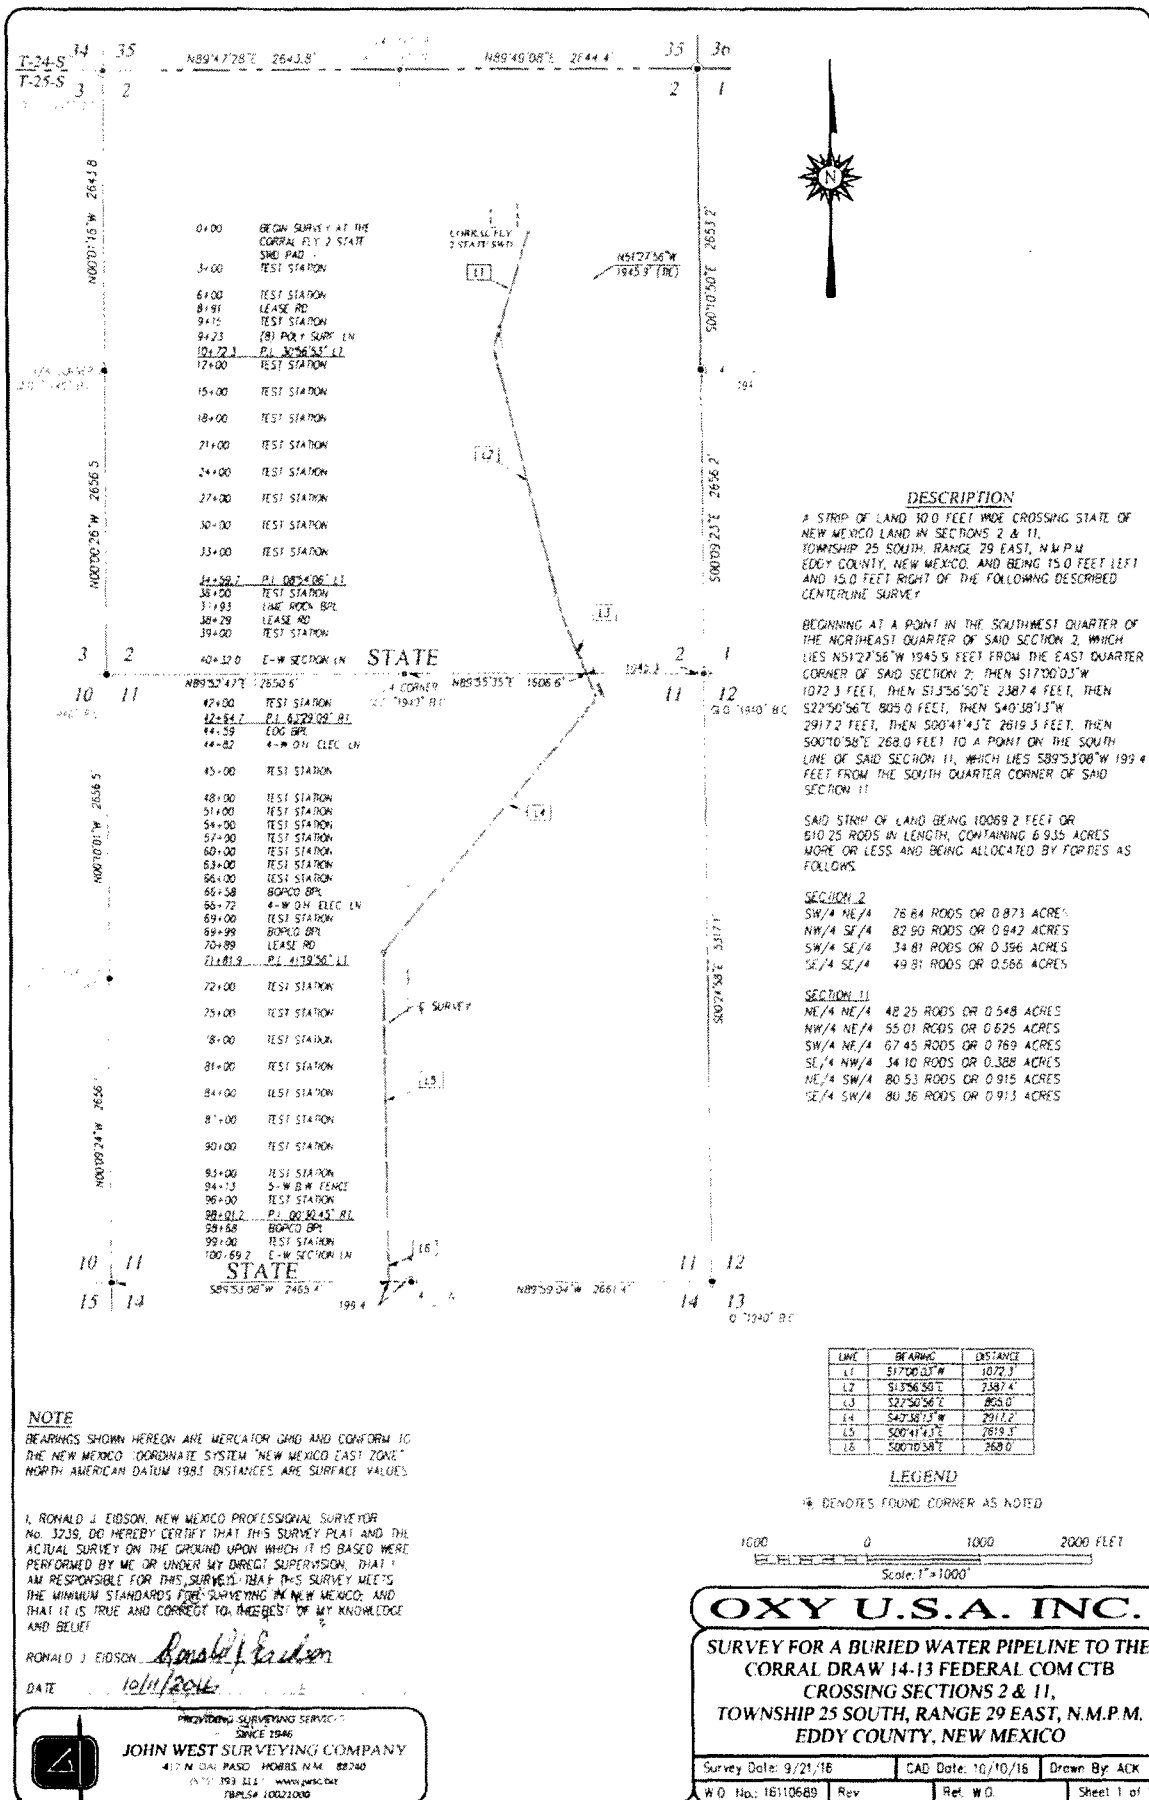 34 35
35 36
T-24-S
T-25-S
N89°47'28"E 2643.8'
N89°49'08"E 2644.4'
3 2
2 1
N00°01'16"W 2643.8
S00°10'50"E 2653.2'
0+00 BEGIN SURVEY AT THE
CORRAL FLY 2 STATE
SWD PAD
3+00 TEST STATION
6+00 TEST STATION
8+91 LEASE RD
9+15 TEST STATION
9+23 (8) POLY SURF LN
10+72.3 P.I. 30°56'53" LT
12+00 TEST STATION
15+00 TEST STATION
18+00 TEST STATION
21+00 TEST STATION
24+00 TEST STATION
27+00 TEST STATION
30+00 TEST STATION
33+00 TEST STATION
34+59.7 P.I. 08°54'06" LT
36+00 TEST STATION
37+93 LIME ROCK BPL
38+29 LEASE RD
39+00 TEST STATION
40+32.0 E-W SECTION LN
CORRAL FLY
2 STATE SWD
N51°27'56"W
1945.9' (TIE)
L1
L2
L3
N00°00'26"W 2656.5
S00°09'23"E 2656.2'
3 2
STATE
2 1
10 11
N89°52'47"E 2650.6'
CORNER
N89°55'35"E 1508.6'
11 12
G.L.O. "1940" B.C.
42+00 TEST STATION
42+64.7 P.I. 63°29'09" RT
44+59 EOG BPL
44+82 4-W O.H. ELEC LN
45+00 TEST STATION
48+00 TEST STATION
51+00 TEST STATION
54+00 TEST STATION
57+00 TEST STATION
60+00 TEST STATION
63+00 TEST STATION
66+00 TEST STATION
66+58 BOPCO BPL
66+72 4-W O.H. ELEC LN
69+00 TEST STATION
69+99 BOPCO BPL
70+89 LEASE RD
71+81.9 P.I. 41°19'56" LT
72+00 TEST STATION
75+00 TEST STATION
78+00 TEST STATION
81+00 TEST STATION
84+00 TEST STATION
87+00 TEST STATION
90+00 TEST STATION
93+00 TEST STATION
94+13 5-W B.W. FENCE
96+00 TEST STATION
98+01.2 P.I. 00°30'45" RT
98+68 BOPCO BPL
99+00 TEST STATION
100+69.2 E-W SECTION LN
L4
℄ SURVEY
L5
L6
N00°10'01"W 2656.5
N00°09'24"W 2656
S00°24'58"E 5317.1
10 11
STATE
11 12
15 14
S89°53'08"W 2465.4'
199.4
N89°59'04"W 2661.4'
14 13
N
DESCRIPTION
A STRIP OF LAND 30.0 FEET WIDE CROSSING STATE OF
NEW MEXICO LAND IN SECTIONS 2 & 11,
TOWNSHIP 25 SOUTH, RANGE 29 EAST, N.M.P.M.
EDDY COUNTY, NEW MEXICO, AND BEING 15.0 FEET LEFT
AND 15.0 FEET RIGHT OF THE FOLLOWING DESCRIBED
CENTERLINE SURVEY
BEGINNING AT A POINT IN THE SOUTHWEST QUARTER OF
THE NORTHEAST QUARTER OF SAID SECTION 2, WHICH
LIES N51°27'56"W 1945.9 FEET FROM THE EAST QUARTER
CORNER OF SAID SECTION 2; THEN S17°00'03"W
1072.3 FEET, THEN S13°56'50"E 2387.4 FEET, THEN
S22°50'56"E 805.0 FEET, THEN S40°38'13"W
2917.2 FEET, THEN S00°41'43"E 2619.3 FEET, THEN
S00°10'58"E 268.0 FEET TO A POINT ON THE SOUTH
LINE OF SAID SECTION 11, WHICH LIES S89°53'08"W 199.4
FEET FROM THE SOUTH QUARTER CORNER OF SAID
SECTION 11
SAID STRIP OF LAND BEING 10069.2 FEET OR
610.25 RODS IN LENGTH, CONTAINING 6.935 ACRES
MORE OR LESS AND BEING ALLOCATED BY FORTIES AS
FOLLOWS
SECTION 2
SW/4 NE/4 76.64 RODS OR 0.873 ACRES
NW/4 SE/4 82.90 RODS OR 0.942 ACRES
SW/4 SE/4 34.81 RODS OR 0.396 ACRES
SE/4 SE/4 49.81 RODS OR 0.566 ACRES
SECTION 11
NE/4 NE/4 48.25 RODS OR 0.548 ACRES
NW/4 NE/4 55.01 RODS OR 0.625 ACRES
SW/4 NE/4 67.45 RODS OR 0.769 ACRES
SE/4 NW/4 34.10 RODS OR 0.388 ACRES
NE/4 SW/4 80.53 RODS OR 0.915 ACRES
SE/4 SW/4 80.36 RODS OR 0.913 ACRES
LINE BEARING DISTANCE
L1 S17°00'03"W 1072.3'
L2 S13°56'50"E 2387.4'
L3 S22°50'56"E 805.0'
L4 S40°38'13"W 2917.2'
L5 S00°41'43"E 2619.3'
L6 S00°10'58"E 268.0'
LEGEND
DENOTES FOUND CORNER AS NOTED
1000 0 1000 2000 FEET
Scale: 1"=1000'
NOTE
BEARINGS SHOWN HEREON ARE MERCATOR GRID AND CONFORM TO
THE NEW MEXICO COORDINATE SYSTEM "NEW MEXICO EAST ZONE"
NORTH AMERICAN DATUM 1983. DISTANCES ARE SURFACE VALUES
I, RONALD J. EIDSON, NEW MEXICO PROFESSIONAL SURVEYOR
No. 3239, DO HEREBY CERTIFY THAT THIS SURVEY PLAT AND THE
ACTUAL SURVEY ON THE GROUND UPON WHICH IT IS BASED WERE
PERFORMED BY ME OR UNDER MY DIRECT SUPERVISION, THAT I
AM RESPONSIBLE FOR THIS SURVEY, THAT THIS SURVEY MEETS
THE MINIMUM STANDARDS FOR SURVEYING IN NEW MEXICO, AND
THAT IT IS TRUE AND CORRECT TO THE BEST OF MY KNOWLEDGE
AND BELIEF
RONALD J. EIDSON Ronald J. Eidson
DATE 10/11/2016
PROVIDING SURVEYING SERVICES
SINCE 1946
JOHN WEST SURVEYING COMPANY
412 N. DAL PASO HOBBS, N.M. 88240
www.jwsc.biz
TBPLS# 10021000
OXY U.S.A. INC.
SURVEY FOR A BURIED WATER PIPELINE TO THE
CORRAL DRAW 14-13 FEDERAL COM CTB
CROSSING SECTIONS 2 & 11,
TOWNSHIP 25 SOUTH, RANGE 29 EAST, N.M.P.M.
EDDY COUNTY, NEW MEXICO
Survey Date: 9/21/16 CAD Date: 10/10/16 Drawn By: ACK
W.O. No.: 16110689 Rev Rel. W.O. Sheet 1 of